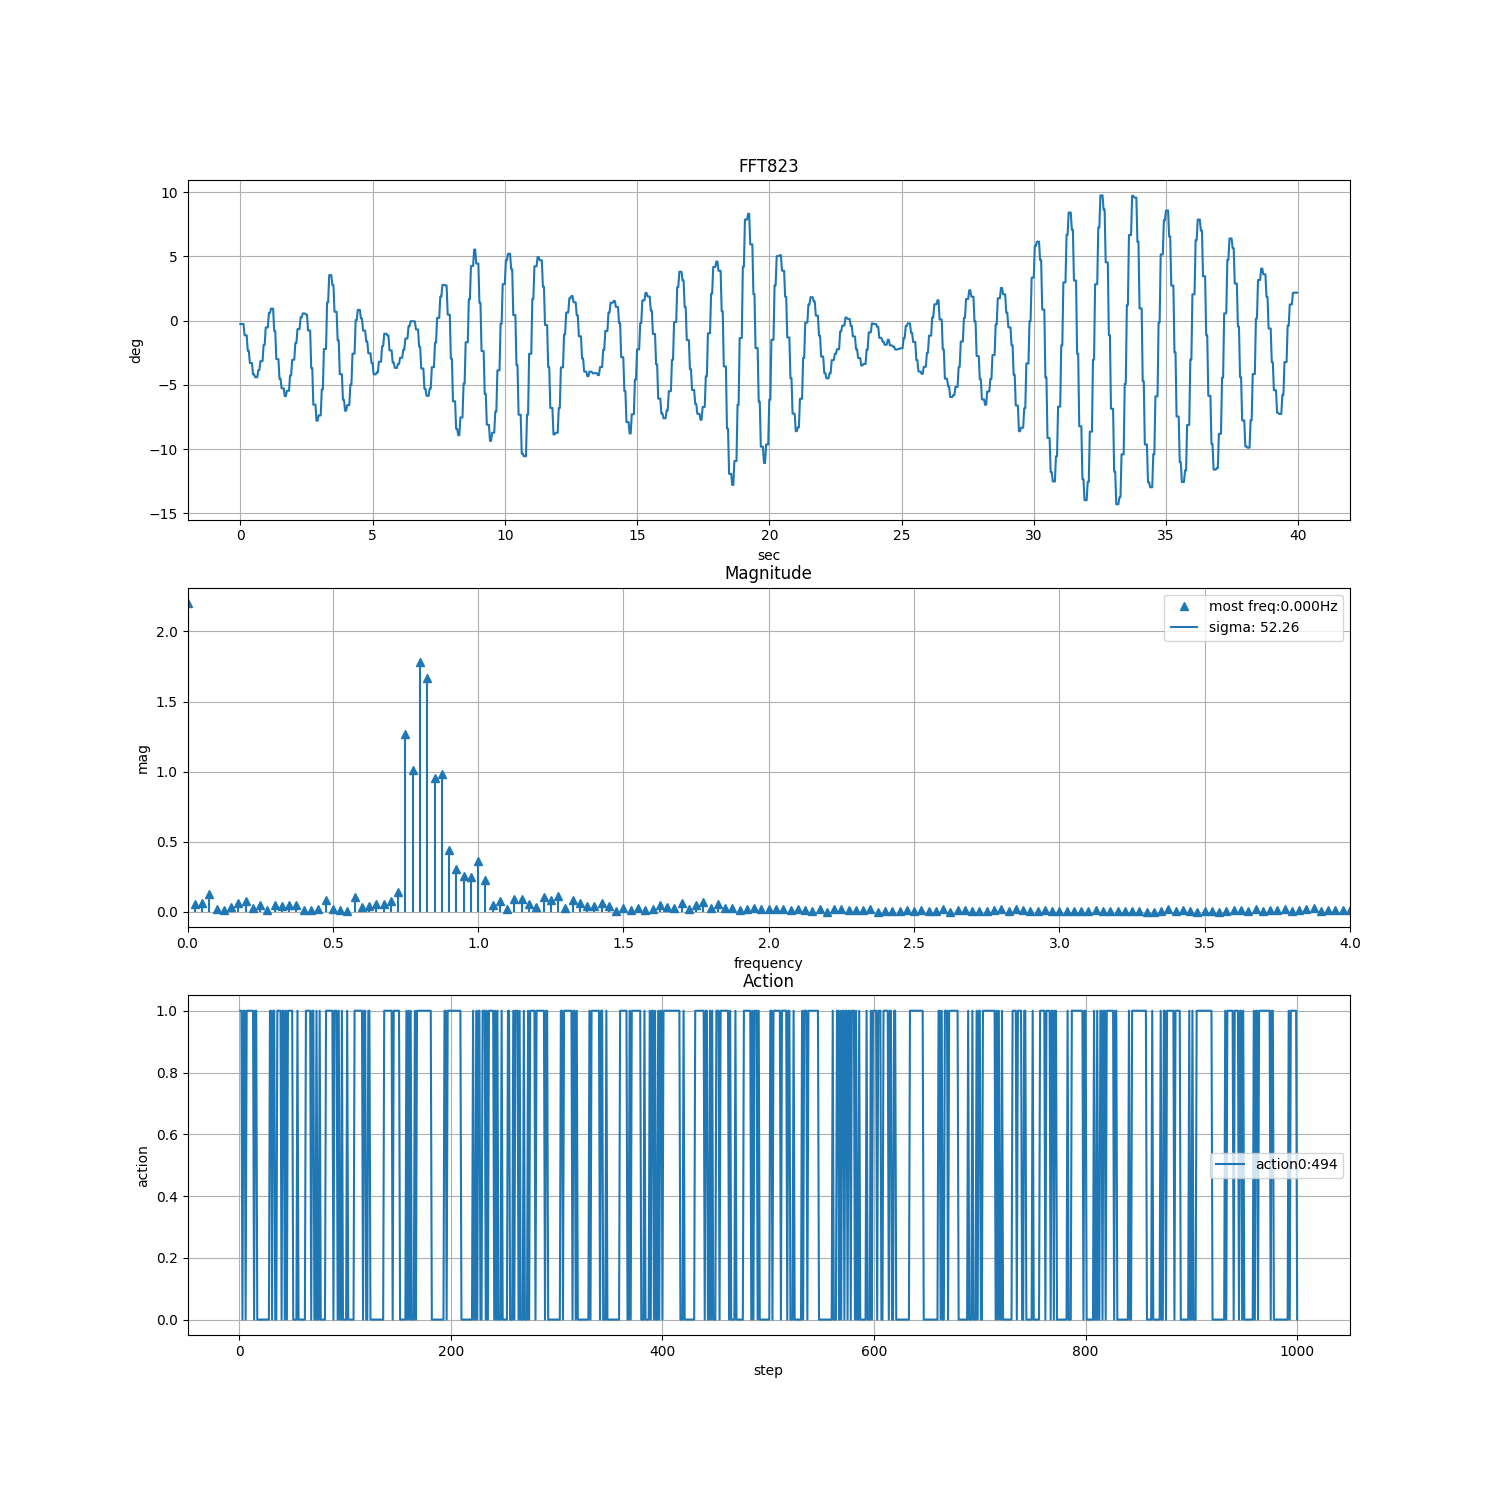 FFT823
10
5
0
−5
−10
−15
deg
0 5 10 15 20 25 30 35 40
sec
Magnitude
2.0
1.5
1.0
0.5
0.0
mag
most freq:0.000Hz
sigma: 52.26
0.0 0.5 1.0 1.5 2.0 2.5 3.0 3.5 4.0
frequency
Action
1.0
0.8
0.6
0.4
0.2
0.0
action
action0:494
0 200 400 600 800 1000
step